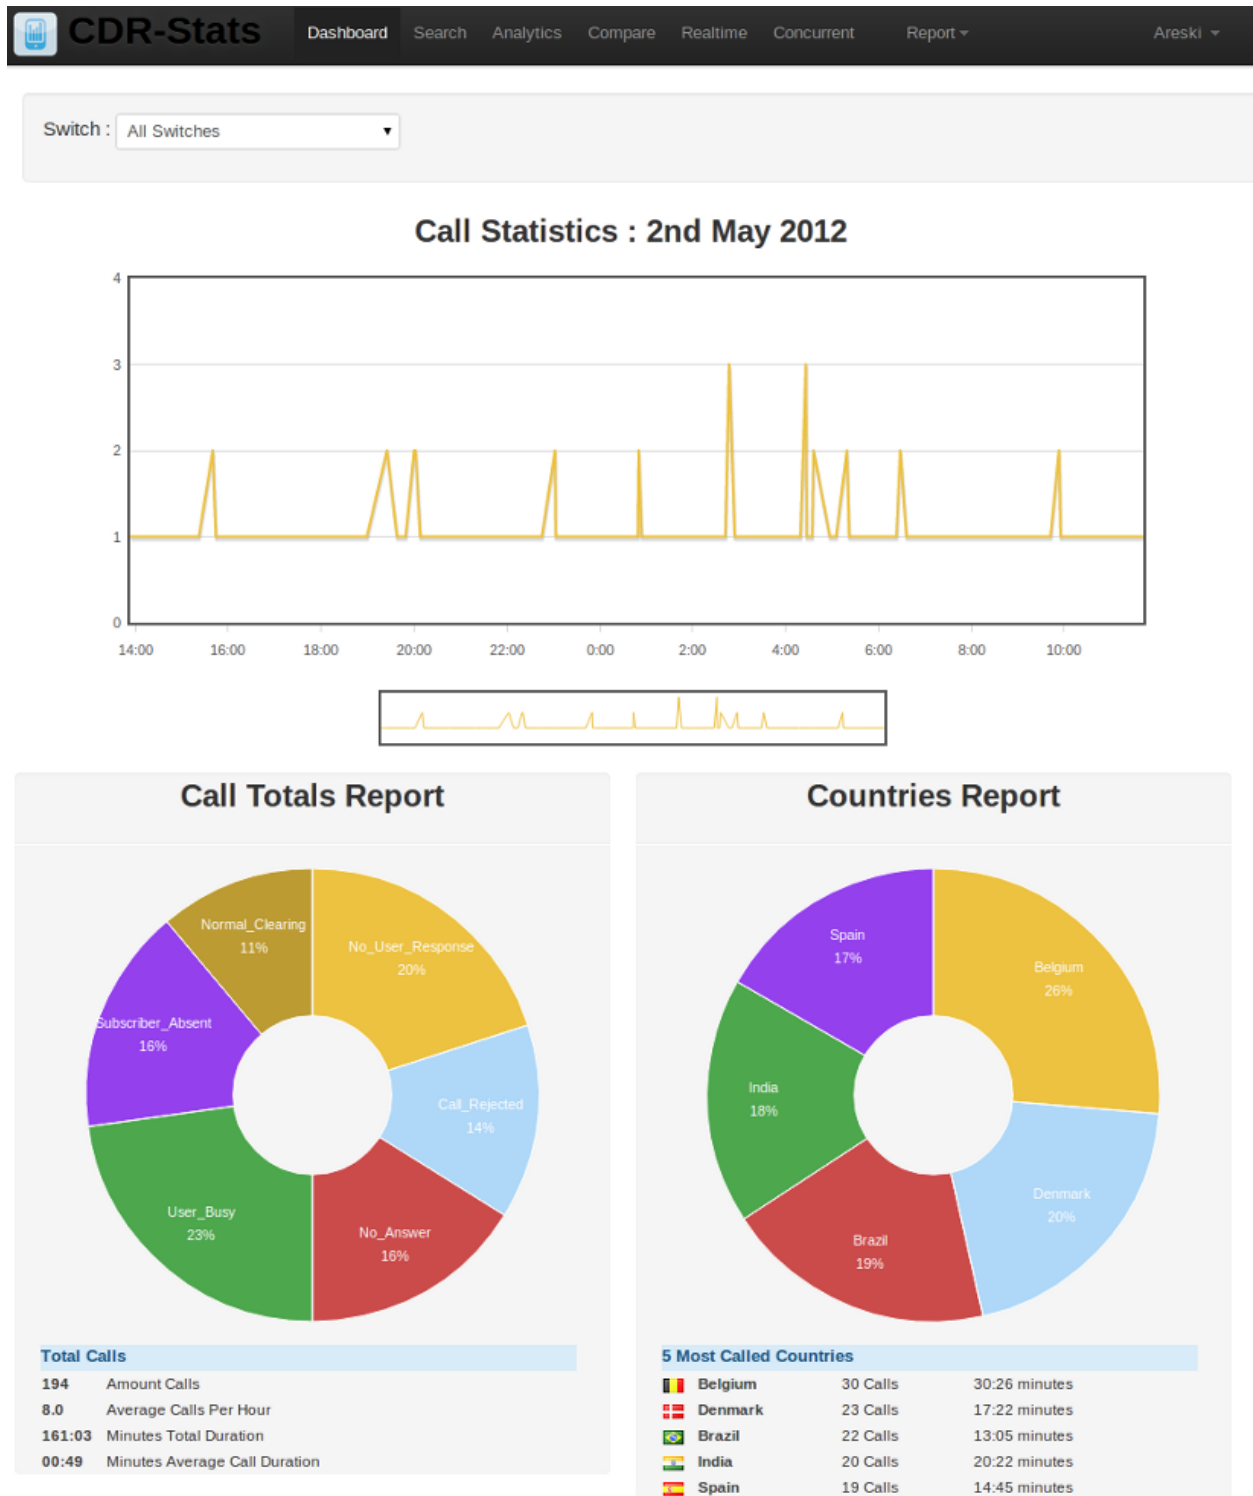 CDR-Stats Dashboard Search Analytics Compare Realtime Concurrent Report Areski
Switch : All Switches
Call Statistics : 2nd May 2012
4
3
2
1
0
14:00 16:00 18:00 20:00 22:00 0:00 2:00 4:00 6:00 8:00 10:00
Call Totals Report
Normal_Clearing
11%
No_User_Response
20%
Subscriber_Absent
16%
Call_Rejected
14%
User_Busy
23%
No_Answer
16%
Total Calls
194 Amount Calls
8.0 Average Calls Per Hour
161:03 Minutes Total Duration
00:49 Minutes Average Call Duration
Countries Report
Spain
17%
Belgium
26%
India
18%
Denmark
20%
Brazil
19%
5 Most Called Countries
Belgium 30 Calls 30:26 minutes
Denmark 23 Calls 17:22 minutes
Brazil 22 Calls 13:05 minutes
India 20 Calls 20:22 minutes
Spain 19 Calls 14:45 minutes